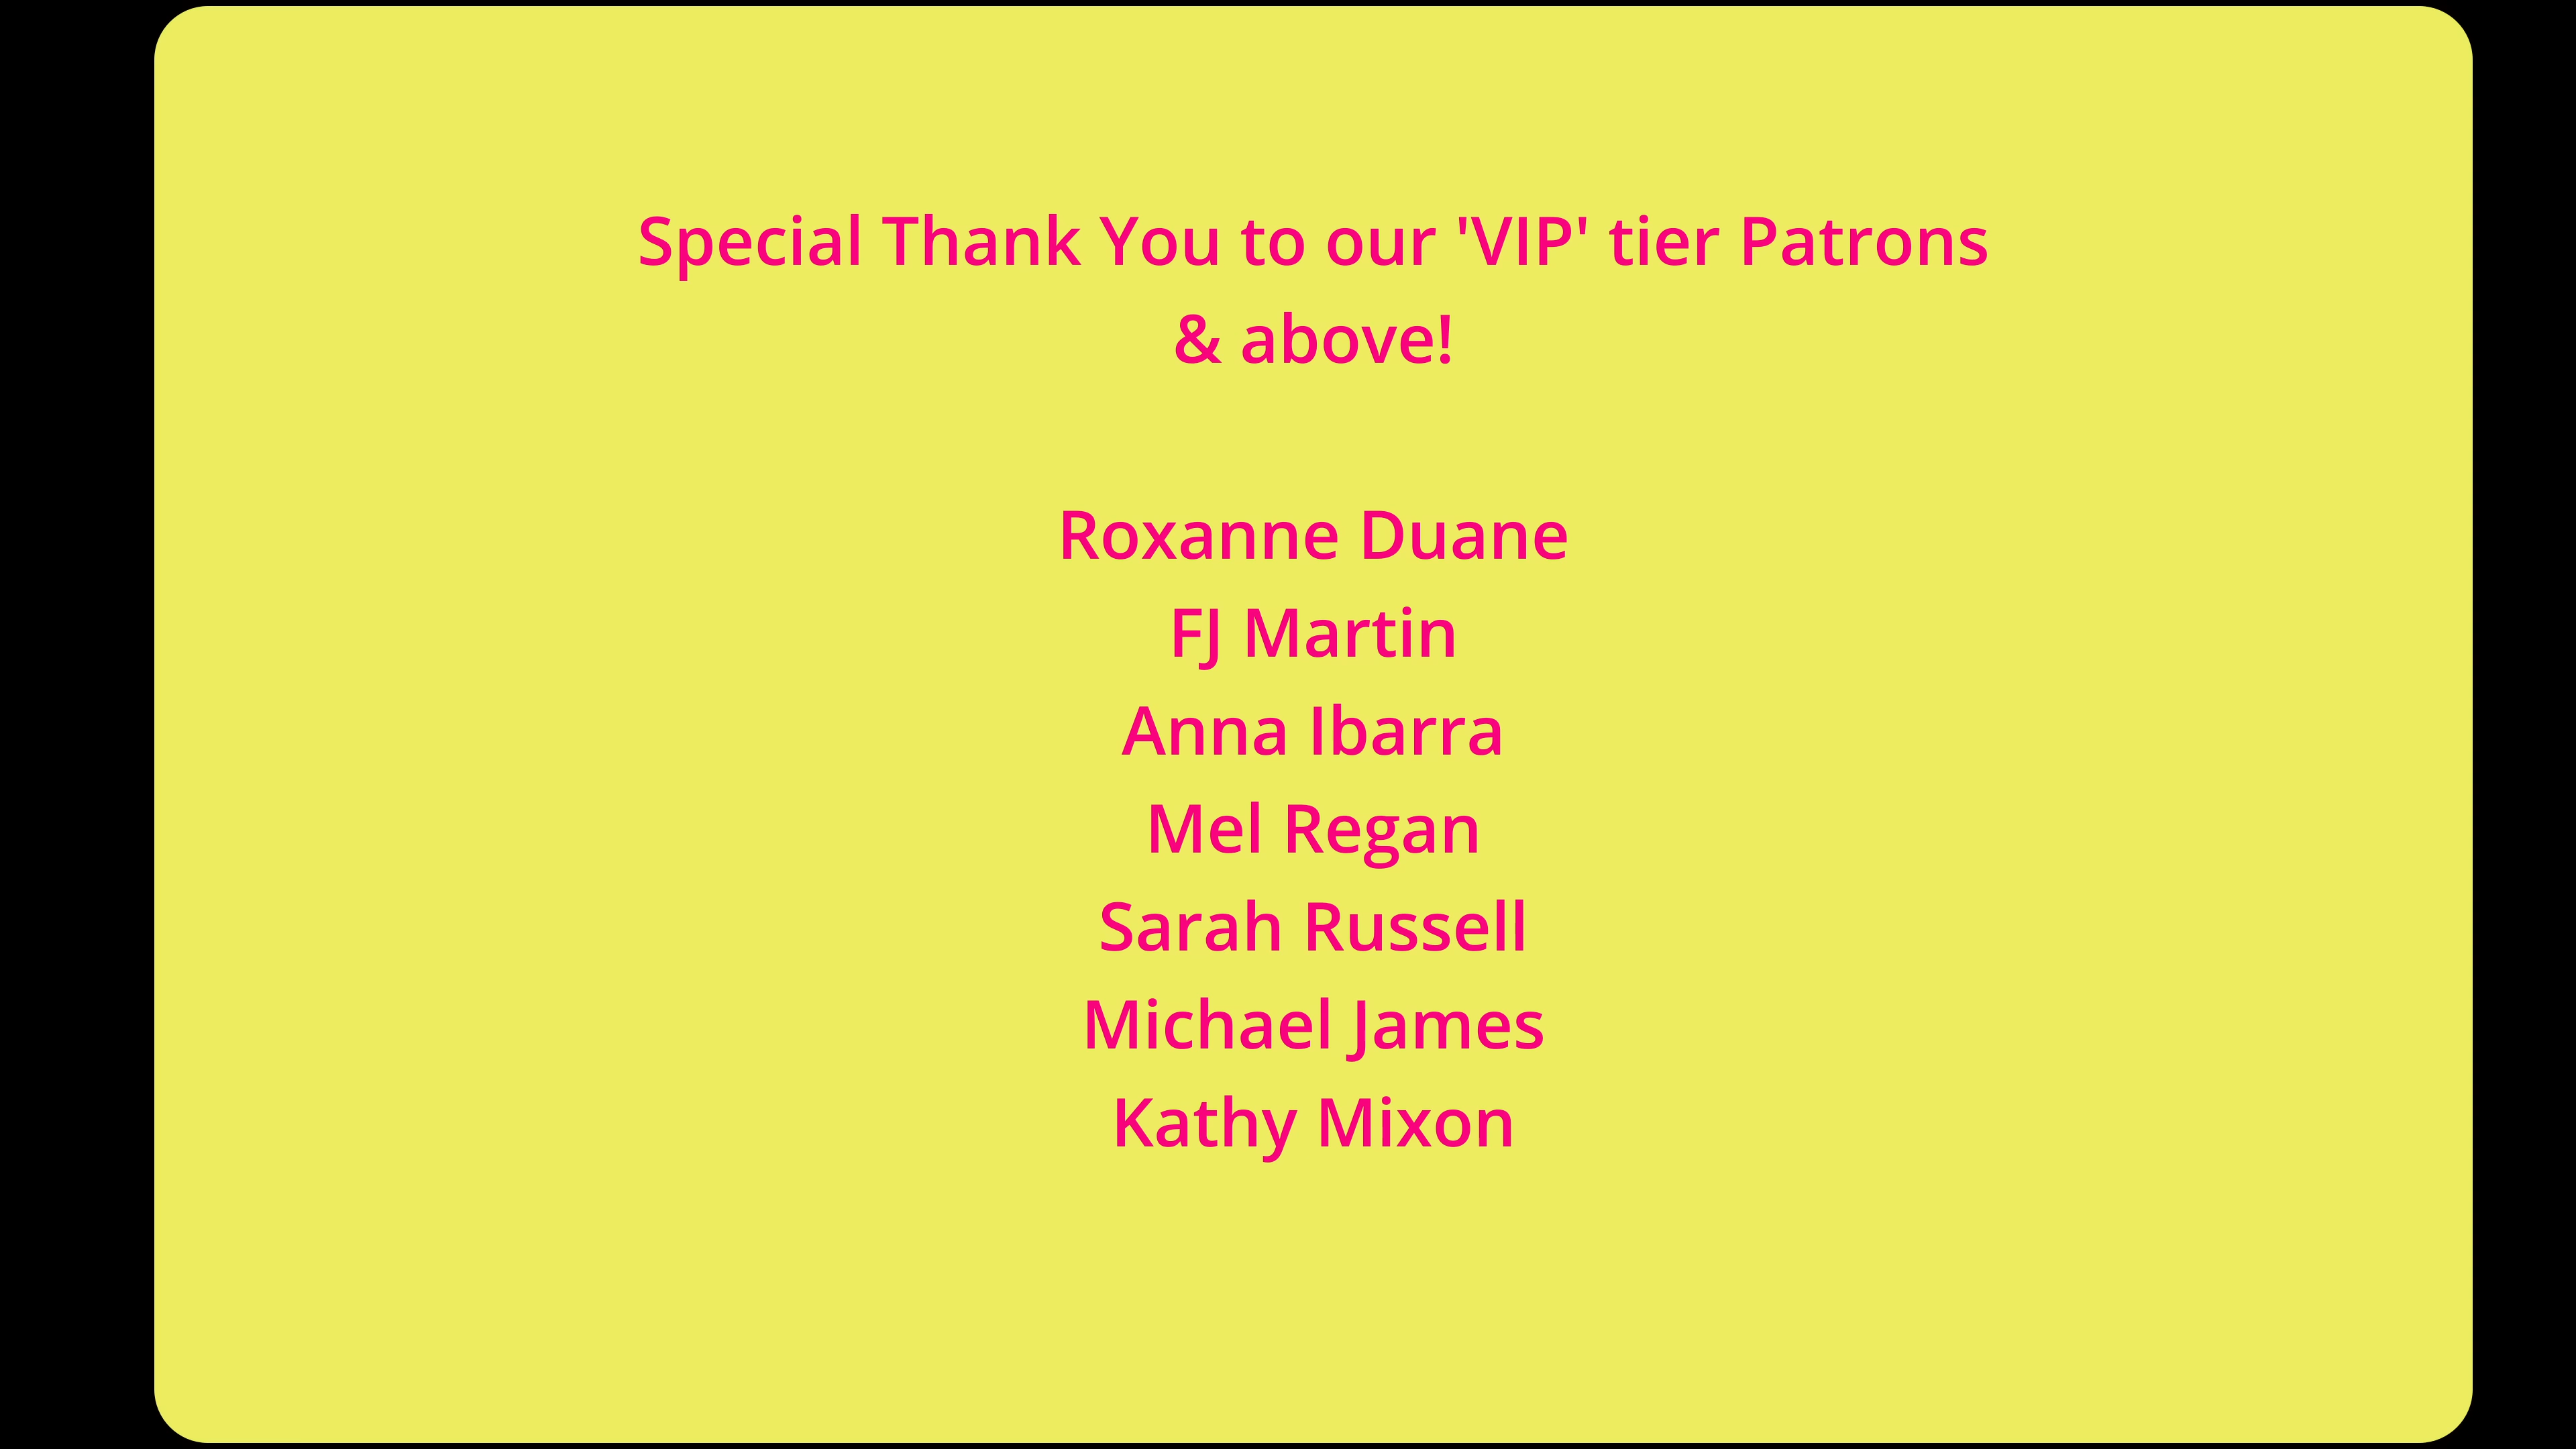 Special Thank You to our 'VIP' tier Patrons
& above!
Roxanne Duane
FJ Martin
Anna Ibarra
Mel Regan
Sarah Russell
Michael James
Kathy Mixon